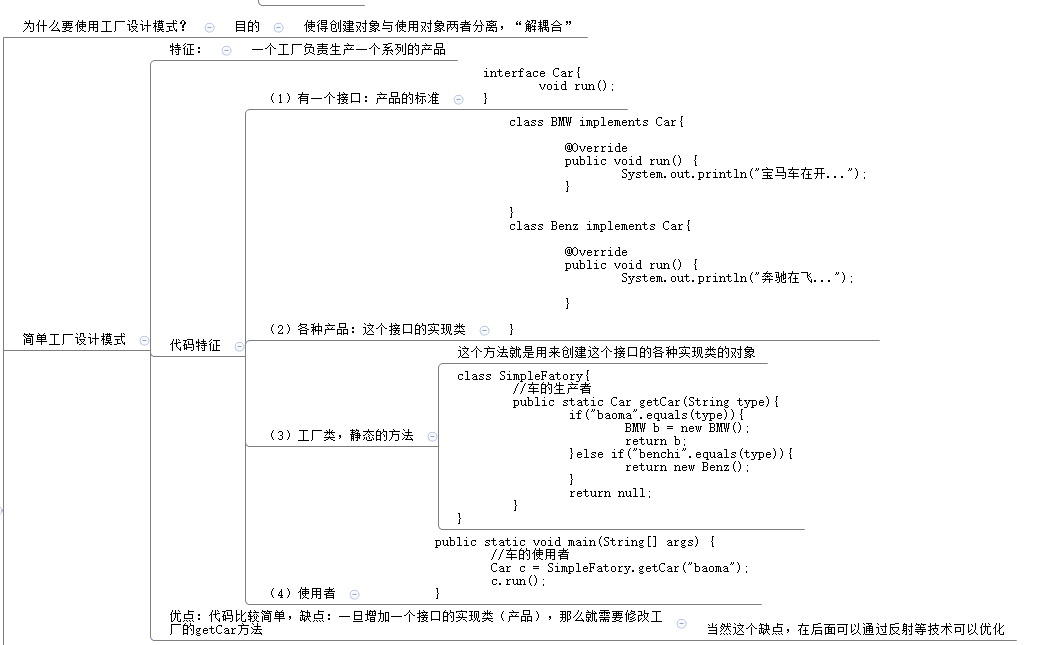 为什么要使用工厂设计模式？ 目的 使得创建对象与使用对象两者分离，“解耦合”
特征： 一个工厂负责生产一个系列的产品
interface Car{
void run();
（1）有一个接口：产品的标准 }
class BMW implements Car{
@Override
public void run() {
System.out.println("宝马车在开...");
}
}
class Benz implements Car{
@Override
public void run() {
System.out.println("奔驰在飞...");
}
（2）各种产品：这个接口的实现类 }
简单工厂设计模式 代码特征
这个方法就是用来创建这个接口的各种实现类的对象
class SimpleFatory{
//车的生产者
public static Car getCar(String type){
if("baoma".equals(type)){
BMW b = new BMW();
return b;
（3）工厂类，静态的方法
}else if("benchi".equals(type)){
return new Benz();
}
return null;
}
}
public static void main(String[] args) {
//车的使用者
Car c = SimpleFatory.getCar("baoma");
c.run();
（4）使用者 }
优点：代码比较简单，缺点：一旦增加一个接口的实现类（产品），那么就需要修改工
厂的getCar方法
当然这个缺点，在后面可以通过反射等技术可以优化